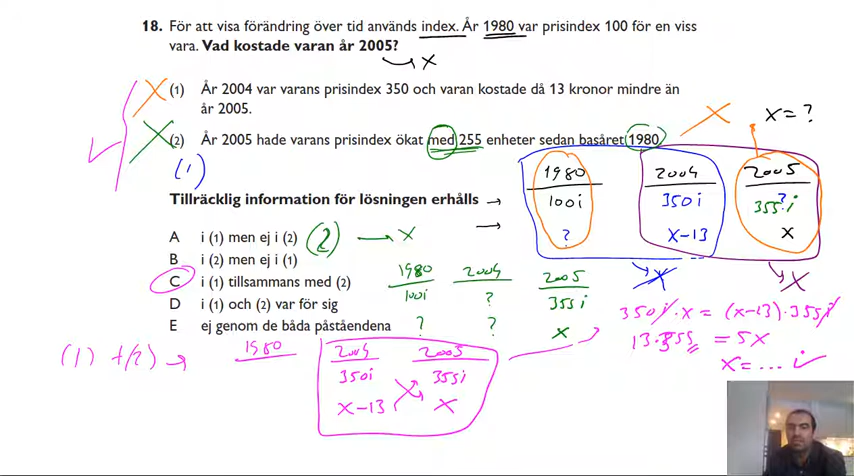 18. För att visa förändring över tid används index. År 1980 var prisindex 100 för en viss
vara. Vad kostade varan år 2005?
→ x
(1) År 2004 var varans prisindex 350 och varan kostade då 13 kronor mindre än
år 2005.
x = ?
(2) År 2005 hade varans prisindex ökat med 255 enheter sedan basåret 1980
(1)
1980 2004 2005
100i 350i ?
355i
? x-13 x
Tillräcklig information för lösningen erhålls →
→
A i (1) men ej i (2)
(2) → x
B i (2) men ej i (1)
C i (1) tillsammans med (2)
D i (1) och (2) var för sig
E ej genom de båda påståendena
1980 2004 2005
100i ? 355i
? ? x
→ x → x
350i · x = (x-13) · 355i
13·355 = 5x
x = .... i
(1) + (2) →
1980 2004 2005
350i 355i
x-13 x